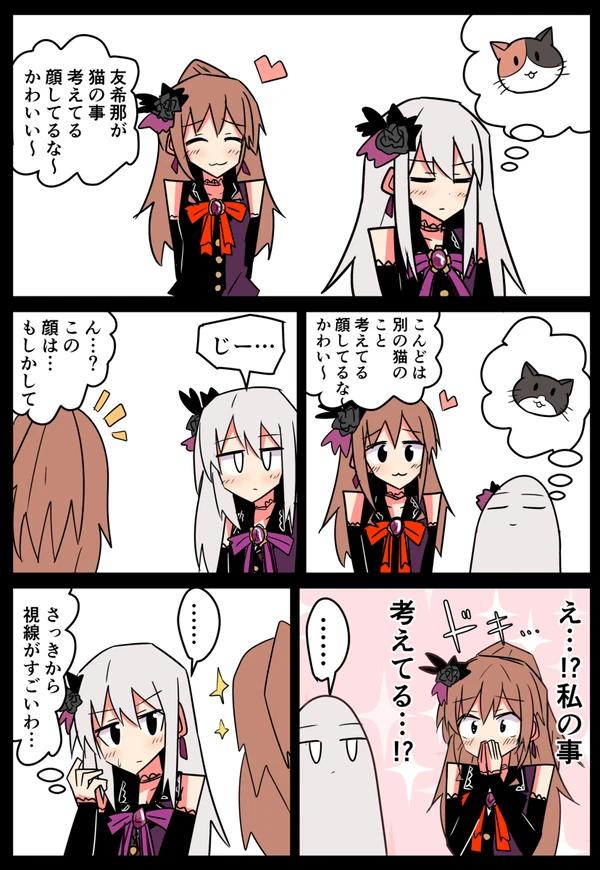 友希那が
猫の事
考えてる
顔してるな～
かわいい～
こんどは
別の猫の
こと
考えてる
顔してるな
かわい～
じー…
ん…?
この
顔は…
もしかして
え…!?私の事
考えてる…!?
ドキ…
……
……
さっきから
視線がすごいわ…